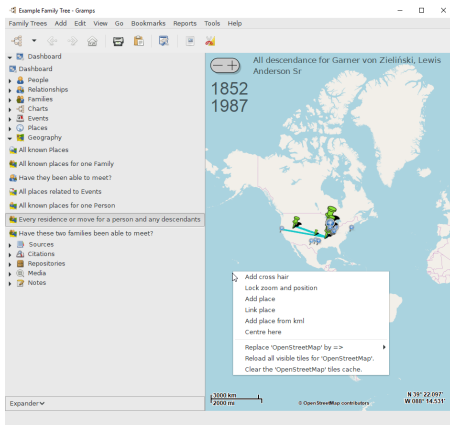 Example Family Tree - Gramps
Family Trees Add Edit View Go Bookmarks Reports Tools Help
Dashboard
Dashboard
People
Relationships
Families
Charts
Events
Places
Geography
All known Places
All known places for one Family
Have they been able to meet?
All places related to Events
All known places for one Person
Every residence or move for a person and any descendants
Have these two families been able to meet?
Sources
Citations
Repositories
Media
Notes
Expander
All descendance for Garner von Zieliński, Lewis
Anderson Sr
1852
1987
Add cross hair
Lock zoom and position
Add place
Link place
Add place from kml
Centre here
Replace 'OpenStreetMap' by =>
Reload all visible tiles for 'OpenStreetMap'.
Clear the 'OpenStreetMap' tiles cache.
3000 km
2000 mi
© OpenStreetMap contributors
N 39° 22.097'
W 088° 14.531'